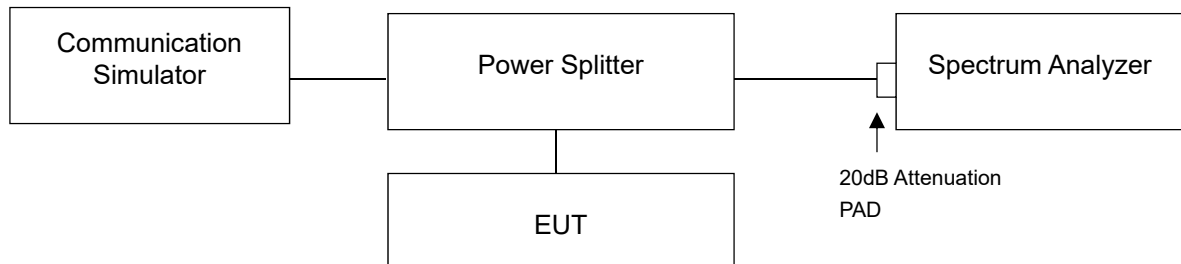 Communication
Simulator
Power Splitter
Spectrum Analyzer
20dB Attenuation
PAD
EUT